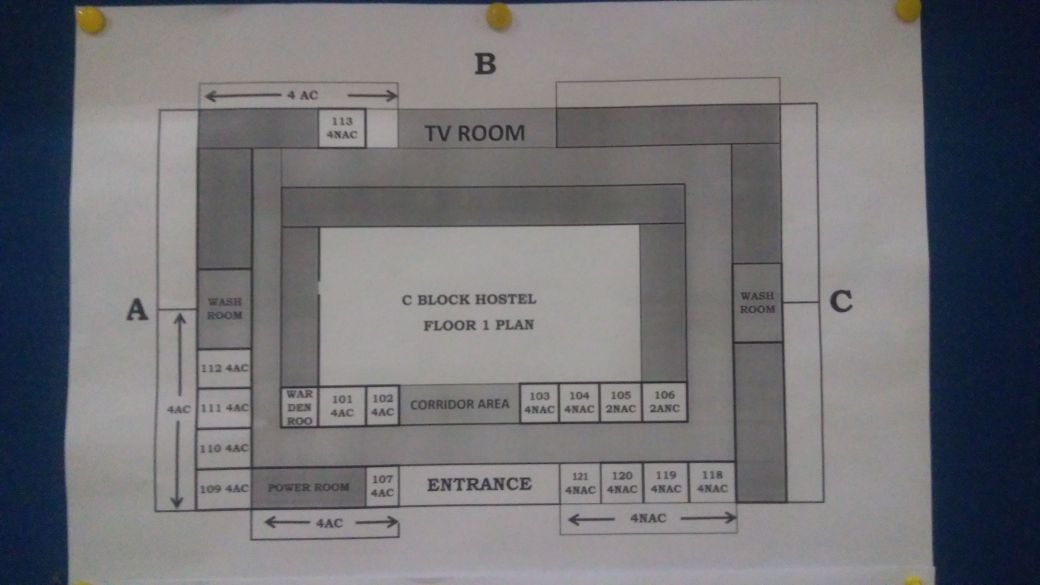 B
4 AC
113
4NAC
TV ROOM
A
WASH
ROOM
C BLOCK HOSTEL
FLOOR 1 PLAN
WASH
ROOM
C
112 4AC
111 4AC
4AC
110 4AC
109 4AC
WAR
DEN
ROO
101
4AC
102
4AC
CORRIDOR AREA
103
4NAC
104
4NAC
105
2NAC
106
2ANC
POWER ROOM
107
4AC
ENTRANCE
121
4NAC
120
4NAC
119
4NAC
118
4NAC
4AC
4NAC